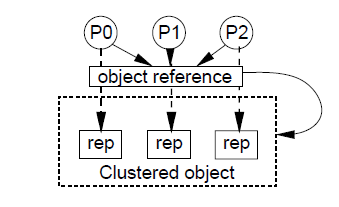 P0 P1 P2
object reference
rep rep rep
Clustered object